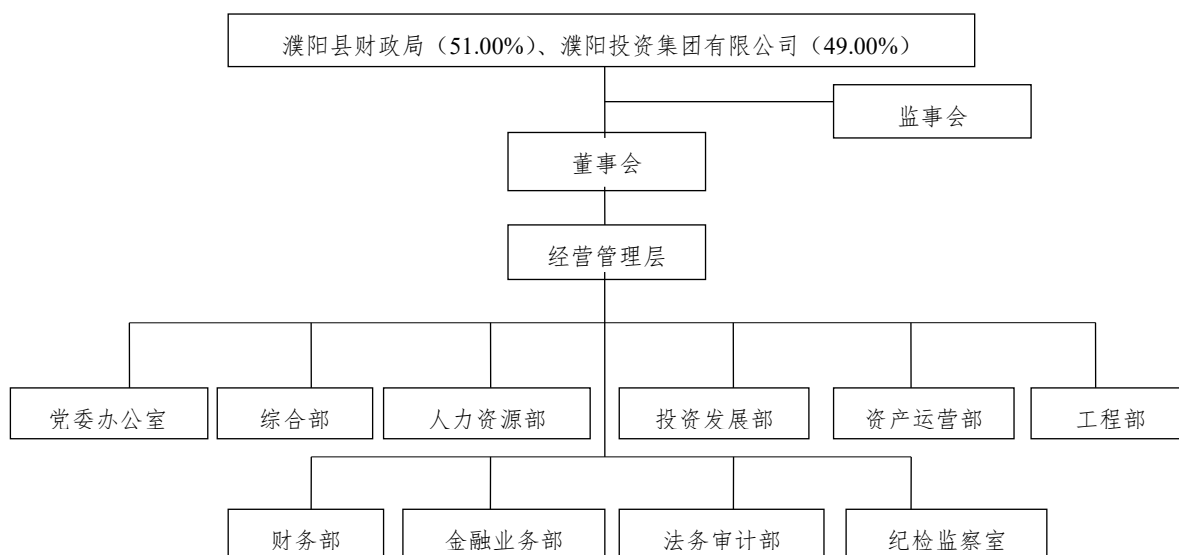 濮阳县财政局（51.00%）、濮阳投资集团有限公司（49.00%）
监事会
董事会
经营管理层
党委办公室
综合部
人力资源部
投资发展部
资产运营部
工程部
财务部
金融业务部
法务审计部
纪检监察室